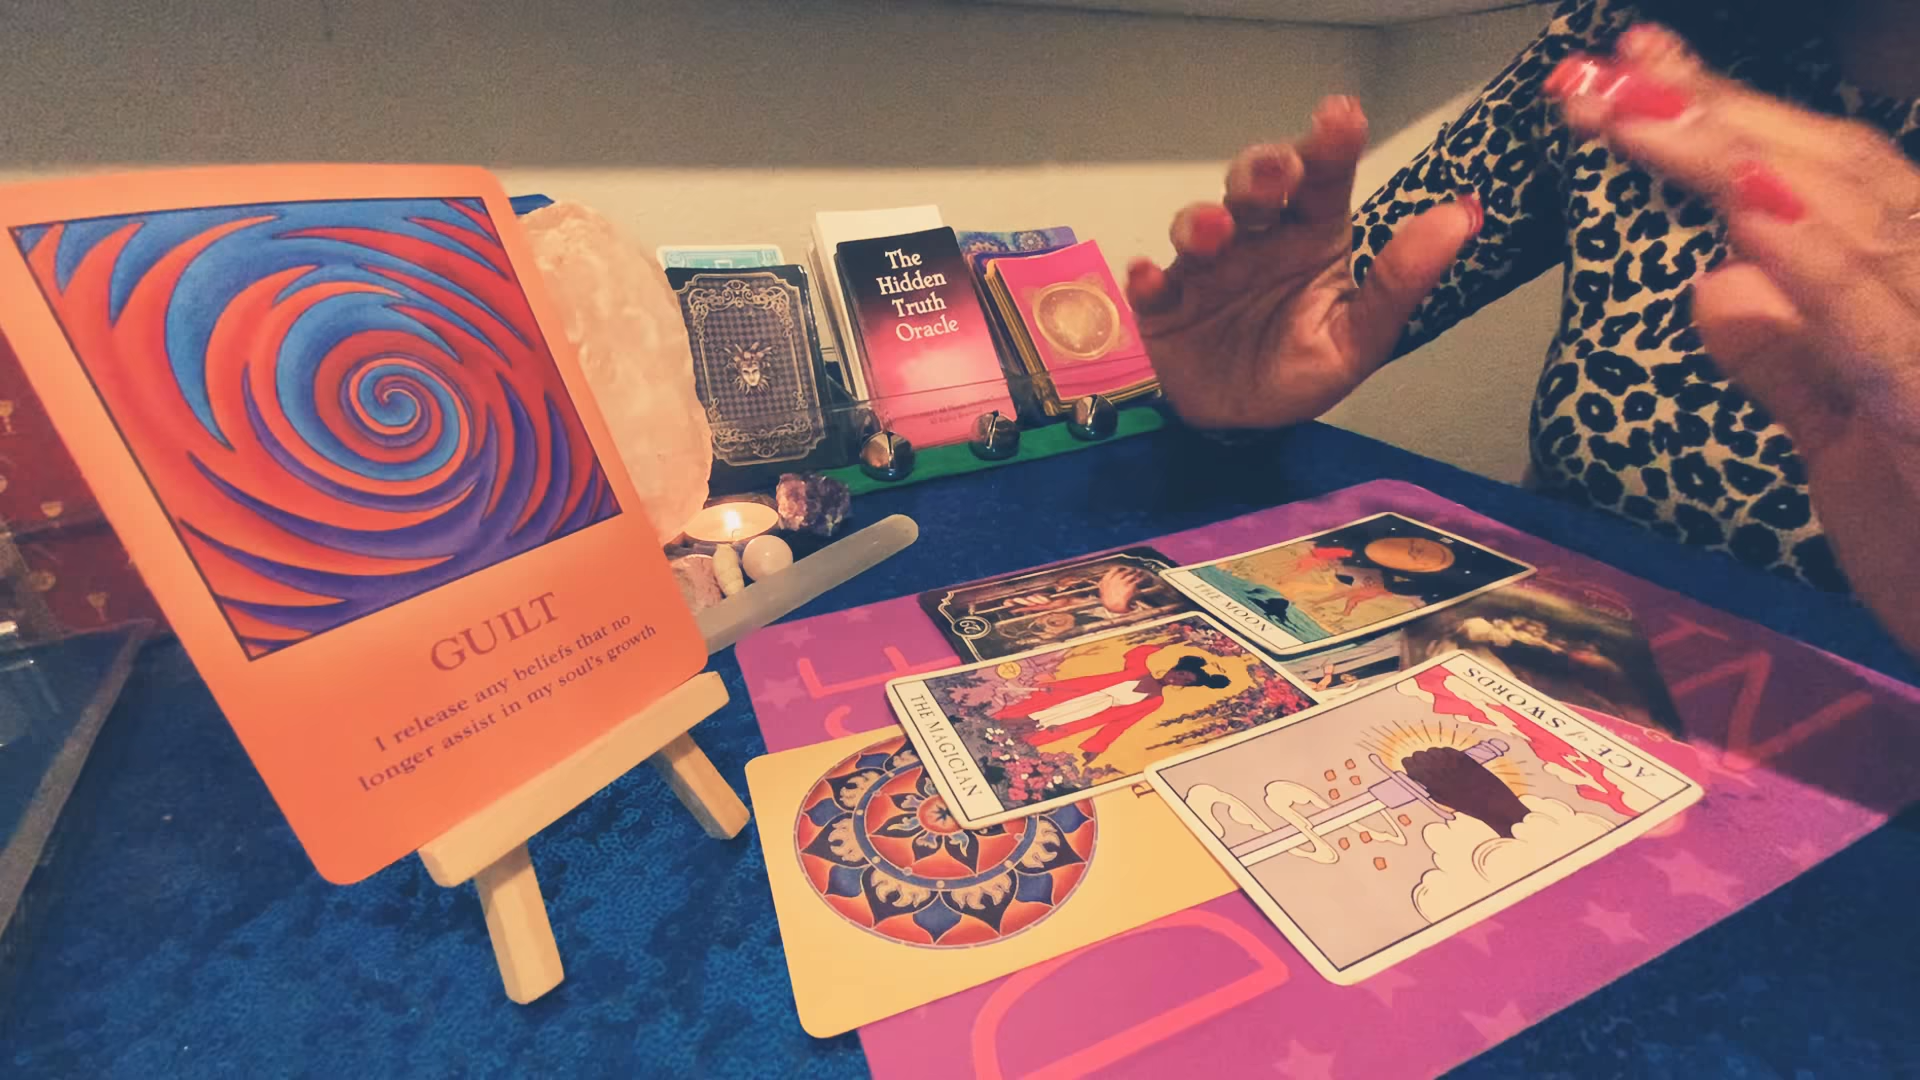 GUILT
I release any beliefs that no
longer assist in my soul's growth
The
Hidden
Truth
Oracle
29
THE MOON
THE MAGICIAN
ACE of SWORDS
D